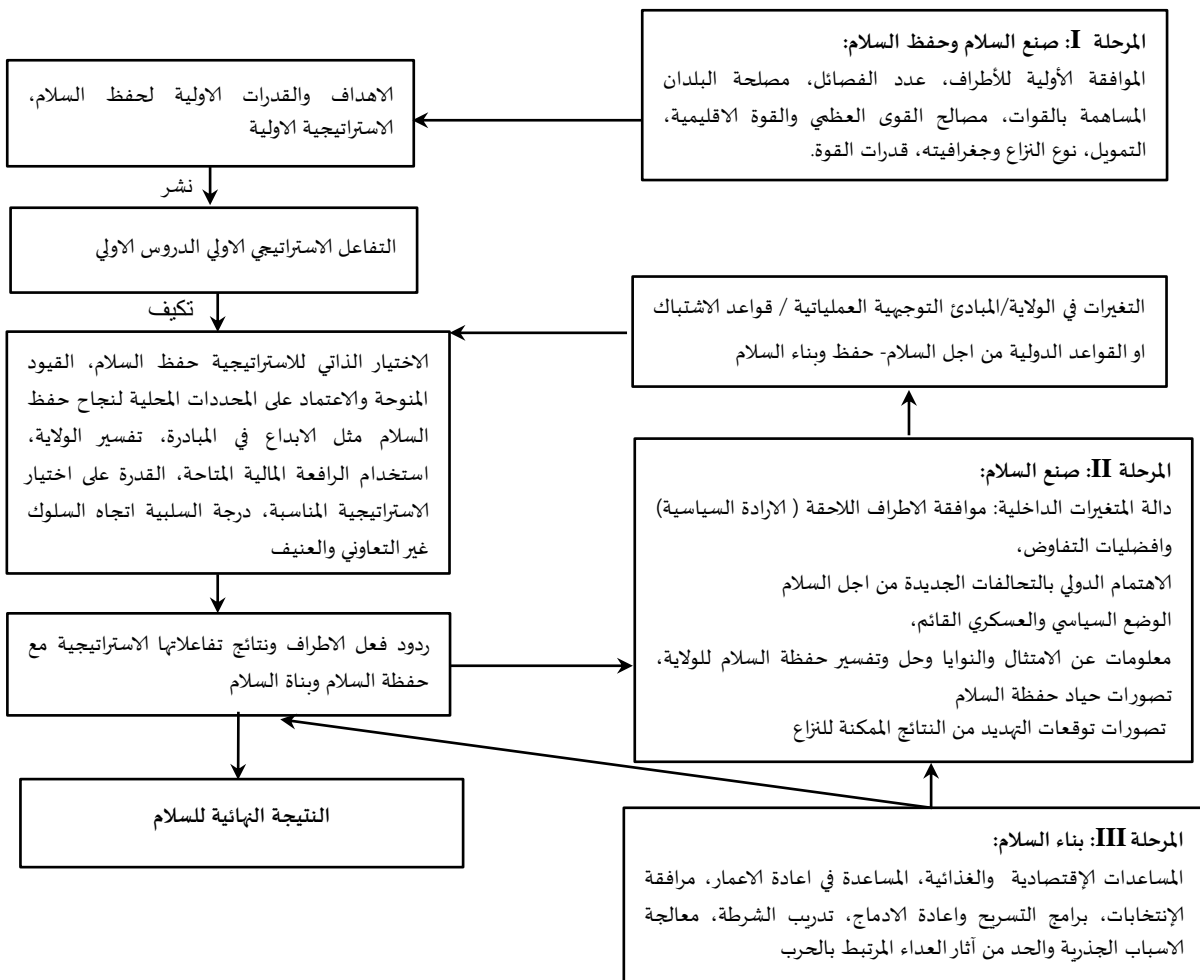 المرحلة I: صنع السلام وحفظ السلام:
الموافقة الأولية للأطراف، عدد الفصائل، مصلحة البلدان
المساهمة بالقوات، مصالح القوى العظمي والقوة الاقليمية،
التمويل، نوع النزاع وجغرافيته، قدرات القوة.
الاهداف والقدرات الاولية لحفظ السلام،
الاستراتيجية الاولية
نشر
التفاعل الاستراتيجي الاولي الدروس الاولي
تكيف
التغيرات في الولاية/المبادئ التوجيهية العملياتية / قواعد الاشتباك
او القواعد الدولية من اجل السلام- حفظ وبناء السلام
الاختيار الذاتي للاستراتيجية حفظ السلام، القيود
المنوحة والاعتماد على المحددات المحلية لنجاح حفظ
السلام مثل الابداع في المبادرة، تفسير الولاية،
استخدام الرافعة المالية المتاحة، القدرة على اختيار
الاستراتيجية المناسبة، درجة السلبية اتجاه السلوك
غير التعاوني والعنيف
المرحلة II: صنع السلام:
دالة المتغيرات الداخلية: موافقة الاطراف اللاحقة ( الارادة السياسية)
وافضليات التفاوض،
الاهتمام الدولي بالتحالفات الجديدة من اجل السلام
الوضع السياسي والعسكري القائم،
معلومات عن الامتثال والنوايا وحل وتفسير حفظة السلام للولاية،
تصورات حياد حفظة السلام
تصورات توقعات التهديد من النتائج الممكنة للنزاع
ردود فعل الاطراف ونتائج تفاعلاتها الاستراتيجية مع
حفظة السلام وبناة السلام
النتيجة النهائية للسلام
المرحلة III: بناء السلام:
المساعدات الإقتصادية والغذائية، المساعدة في اعادة الاعمار، مرافقة
الإنتخابات، برامج التسريح واعادة الادماج، تدريب الشرطة، معالجة
الاسباب الجذرية والحد من آثار العداء المرتبط بالحرب